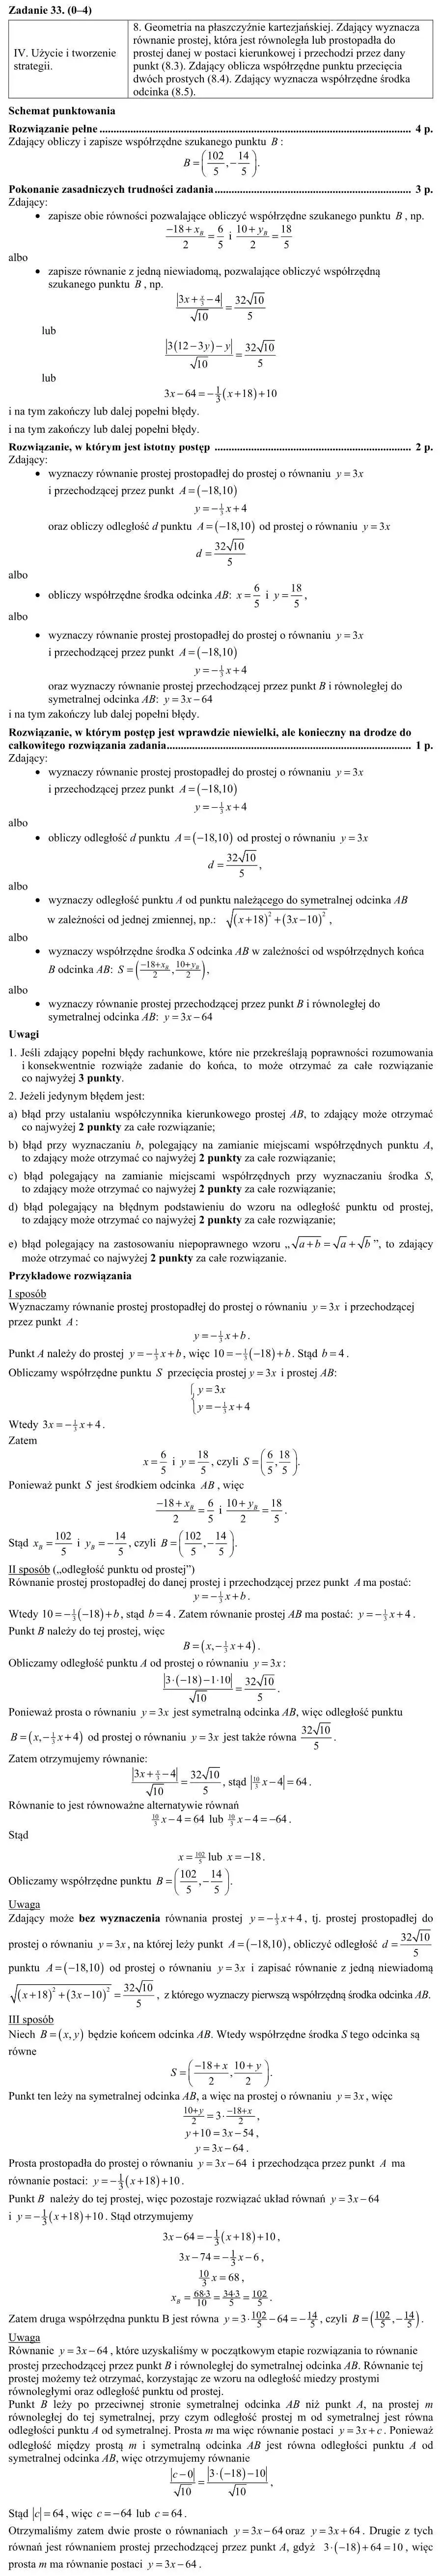 Zadanie 33. (0–4)
IV. Użycie i tworzenie
strategii.
8. Geometria na płaszczyźnie kartezjańskiej. Zdający wyznacza
równanie prostej, która jest równoległa lub prostopadła do
prostej danej w postaci kierunkowej i przechodzi przez dany
punkt (8.3). Zdający oblicza współrzędne punktu przecięcia
dwóch prostych (8.4). Zdający wyznacza współrzędne środka
odcinka (8.5).
Schemat punktowania
Rozwiązanie pełne ........ 4 p.
Zdający obliczy i zapisze współrzędne szukanego punktu B :
B = (102/5, −14/5).
Pokonanie zasadniczych trudności zadania ........ 3 p.
Zdający:
• zapisze obie równości pozwalające obliczyć współrzędne szukanego punktu B , np.
(−18 + x_B)/2 = 6/5 i (10 + y_B)/2 = 18/5
albo
• zapisze równanie z jedną niewiadomą, pozwalające obliczyć współrzędną
szukanego punktu B , np.
|3x + x/3 − 4|/√10 = 32√10/5
lub
|3(12 − 3y) − y|/√10 = 32√10/5
lub
3x − 64 = −1/3(x + 18) + 10
i na tym zakończy lub dalej popełni błędy.
i na tym zakończy lub dalej popełni błędy.
Rozwiązanie, w którym jest istotny postęp ........ 2 p.
Zdający:
• wyznaczy równanie prostej prostopadłej do prostej o równaniu y = 3x
i przechodzącej przez punkt A = (−18,10)
y = −1/3 x + 4
oraz obliczy odległość d punktu A = (−18,10) od prostej o równaniu y = 3x
d = 32√10/5
albo
• obliczy współrzędne środka odcinka AB: x = 6/5 i y = 18/5 ,
albo
• wyznaczy równanie prostej prostopadłej do prostej o równaniu y = 3x
i przechodzącej przez punkt A = (−18,10)
y = −1/3 x + 4
oraz wyznaczy równanie prostej przechodzącej przez punkt B i równoległej do
symetralnej odcinka AB: y = 3x − 64
i na tym zakończy lub dalej popełni błędy.
Rozwiązanie, w którym postęp jest wprawdzie niewielki, ale konieczny na drodze do
całkowitego rozwiązania zadania ........ 1 p.
Zdający:
• wyznaczy równanie prostej prostopadłej do prostej o równaniu y = 3x
i przechodzącej przez punkt A = (−18,10)
y = −1/3 x + 4
albo
• obliczy odległość d punktu A = (−18,10) od prostej o równaniu y = 3x
d = 32√10/5 ,
albo
• wyznaczy odległość punktu A od punktu należącego do symetralnej odcinka AB
w zależności od jednej zmiennej, np.: √((x + 18)² + (3x − 10)²) ,
albo
• wyznaczy współrzędne środka S odcinka AB w zależności od współrzędnych końca
B odcinka AB: S = ((−18 + x_B)/2, (10 + y_B)/2),
albo
• wyznaczy równanie prostej przechodzącej przez punkt B i równoległej do
symetralnej odcinka AB: y = 3x − 64
Uwagi
1. Jeśli zdający popełni błędy rachunkowe, które nie przekreślają poprawności rozumowania
i konsekwentnie rozwiąże zadanie do końca, to może otrzymać za całe rozwiązanie
co najwyżej 3 punkty.
2. Jeżeli jedynym błędem jest:
a) błąd przy ustalaniu współczynnika kierunkowego prostej AB, to zdający może otrzymać
co najwyżej 2 punkty za całe rozwiązanie;
b) błąd przy wyznaczaniu b, polegający na zamianie miejscami współrzędnych punktu A,
to zdający może otrzymać co najwyżej 2 punkty za całe rozwiązanie;
c) błąd polegający na zamianie miejscami współrzędnych przy wyznaczaniu środka S,
to zdający może otrzymać co najwyżej 2 punkty za całe rozwiązanie;
d) błąd polegający na błędnym podstawieniu do wzoru na odległość punktu od prostej,
to zdający może otrzymać co najwyżej 2 punkty za całe rozwiązanie;
e) błąd polegający na zastosowaniu niepoprawnego wzoru „√(a + b) = √a + √b ”, to zdający
może otrzymać co najwyżej 2 punkty za całe rozwiązanie.
Przykładowe rozwiązania
I sposób
Wyznaczamy równanie prostej prostopadłej do prostej o równaniu y = 3x i przechodzącej
przez punkt A :
y = −1/3 x + b .
Punkt A należy do prostej y = −1/3 x + b , więc 10 = −1/3(−18) + b . Stąd b = 4 .
Obliczamy współrzędne punktu S przecięcia prostej y = 3x i prostej AB:
{ y = 3x
y = −1/3 x + 4
Wtedy 3x = −1/3 x + 4 .
Zatem
x = 6/5 i y = 18/5 , czyli S = (6/5, 18/5).
Ponieważ punkt S jest środkiem odcinka AB , więc
(−18 + x_B)/2 = 6/5 i (10 + y_B)/2 = 18/5 .
Stąd x_B = 102/5 i y_B = −14/5 , czyli B = (102/5, −14/5).
II sposób („odległość punktu od prostej”)
Równanie prostej prostopadłej do danej prostej i przechodzącej przez punkt A ma postać:
y = −1/3 x + b .
Wtedy 10 = −1/3(−18) + b , stąd b = 4 . Zatem równanie prostej AB ma postać: y = −1/3 x + 4 .
Punkt B należy do tej prostej, więc
B = (x, −1/3 x + 4) .
Obliczamy odległość punktu A od prostej o równaniu y = 3x :
|3·(−18) − 1·10|/√10 = 32√10/5 .
Ponieważ prosta o równaniu y = 3x jest symetralną odcinka AB, więc odległość punktu
B = (x, −1/3 x + 4) od prostej o równaniu y = 3x jest także równa 32√10/5 .
Zatem otrzymujemy równanie:
|3x + x/3 − 4|/√10 = 32√10/5 , stąd |10/3 x − 4| = 64 .
Równanie to jest równoważne alternatywie równań
10/3 x − 4 = 64 lub 10/3 x − 4 = −64 .
Stąd
x = 102/5 lub x = −18 .
Obliczamy współrzędne punktu B = (102/5, −14/5).
Uwaga
Zdający może bez wyznaczenia równania prostej y = −1/3 x + 4 , tj. prostej prostopadłej do
prostej o równaniu y = 3x , na której leży punkt A = (−18,10) , obliczyć odległość d = 32√10/5
punktu A = (−18,10) od prostej o równaniu y = 3x i zapisać równanie z jedną niewiadomą
√((x + 18)² + (3x − 10)²) = 32√10/5 , z którego wyznaczy pierwszą współrzędną środka odcinka AB.
III sposób
Niech B = (x, y) będzie końcem odcinka AB. Wtedy współrzędne środka S tego odcinka są
równe
S = ((−18 + x)/2, (10 + y)/2).
Punkt ten leży na symetralnej odcinka AB, a więc na prostej o równaniu y = 3x , więc
(10 + y)/2 = 3 · (−18 + x)/2 ,
y + 10 = 3x − 54 ,
y = 3x − 64 .
Prosta prostopadła do prostej o równaniu y = 3x − 64 i przechodząca przez punkt A ma
równanie postaci: y = −1/3(x + 18) + 10 .
Punkt B należy do tej prostej, więc pozostaje rozwiązać układ równań y = 3x − 64
i y = −1/3(x + 18) + 10 . Stąd otrzymujemy
3x − 64 = −1/3(x + 18) + 10 ,
3x − 74 = −1/3 x − 6 ,
10/3 x = 68 ,
x_B = 68·3/10 = 34·3/5 = 102/5 .
Zatem druga współrzędna punktu B jest równa y = 3 · 102/5 − 64 = −14/5 , czyli B = (102/5, −14/5) .
Uwaga
Równanie y = 3x − 64 , które uzyskaliśmy w początkowym etapie rozwiązania to równanie
prostej przechodzącej przez punkt B i równoległej do symetralnej odcinka AB. Równanie tej
prostej możemy też otrzymać, korzystając ze wzoru na odległość miedzy prostymi
równoległymi oraz odległość punktu od prostej.
Punkt B leży po przeciwnej stronie symetralnej odcinka AB niż punkt A, na prostej m
równoległej do tej symetralnej, przy czym odległość prostej m od symetralnej jest równa
odległości punktu A od symetralnej. Prosta m ma więc równanie postaci y = 3x + c . Ponieważ
odległość między prostą m i symetralną odcinka AB jest równa odległości punktu A od
symetralnej odcinka AB, więc otrzymujemy równanie
|c − 0|/√10 = |3·(−18) − 10|/√10 ,
Stąd |c| = 64 , więc c = −64 lub c = 64 .
Otrzymaliśmy zatem dwie proste o równaniach y = 3x − 64 oraz y = 3x + 64 . Drugie z tych
równań jest równaniem prostej przechodzącej przez punkt A, gdyż 3·(−18) + 64 = 10 , więc
prosta m ma równanie postaci y = 3x − 64 .